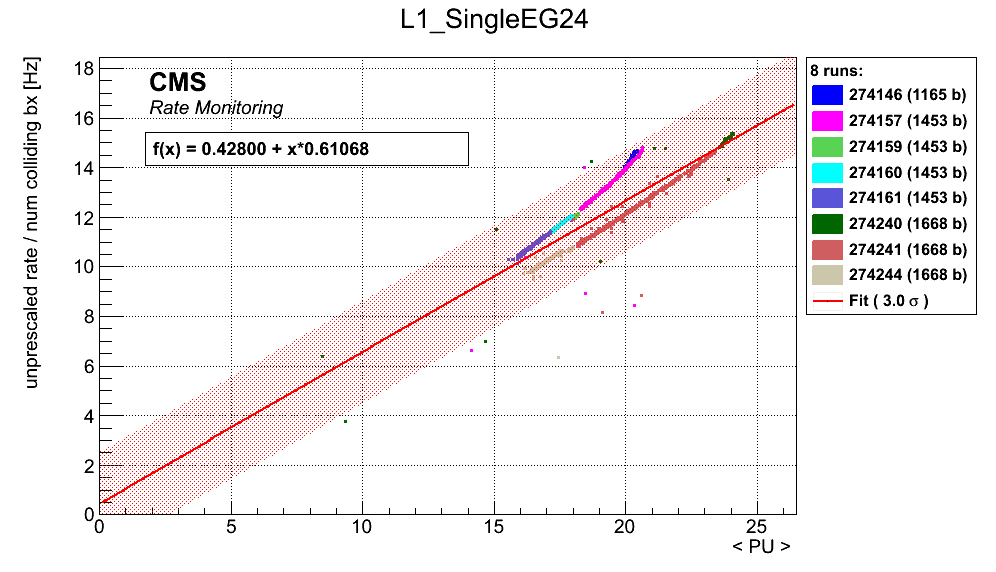 L1_SingleEG24
unprescaled rate / num colliding bx [Hz]
CMS
Rate Monitoring
f(x) = 0.42800 + x*0.61068
18
16
14
12
10
8
6
4
2
0
0 5 10 15 20 25
< PU >
8 runs:
274146 (1165 b)
274157 (1453 b)
274159 (1453 b)
274160 (1453 b)
274161 (1453 b)
274240 (1668 b)
274241 (1668 b)
274244 (1668 b)
Fit ( 3.0 σ )